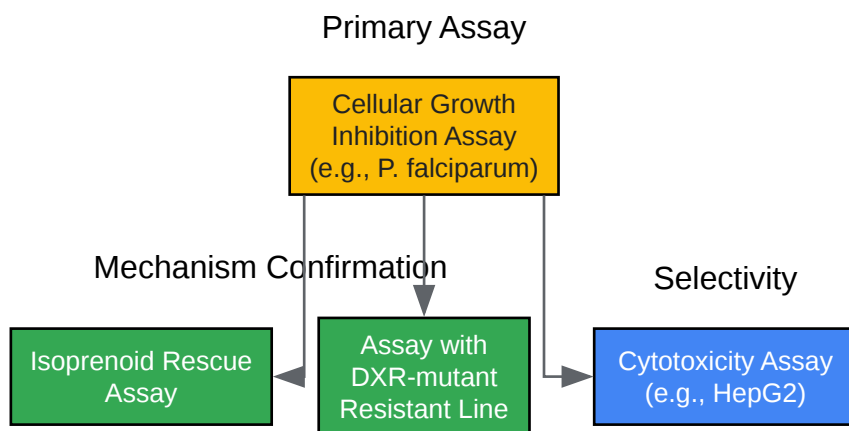 Primary Assay
Cellular Growth
Inhibition Assay
(e.g., P. falciparum)
Mechanism Confirmation
Selectivity
Isoprenoid Rescue
Assay
Assay with
DXR-mutant
Resistant Line
Cytotoxicity Assay
(e.g., HepG2)